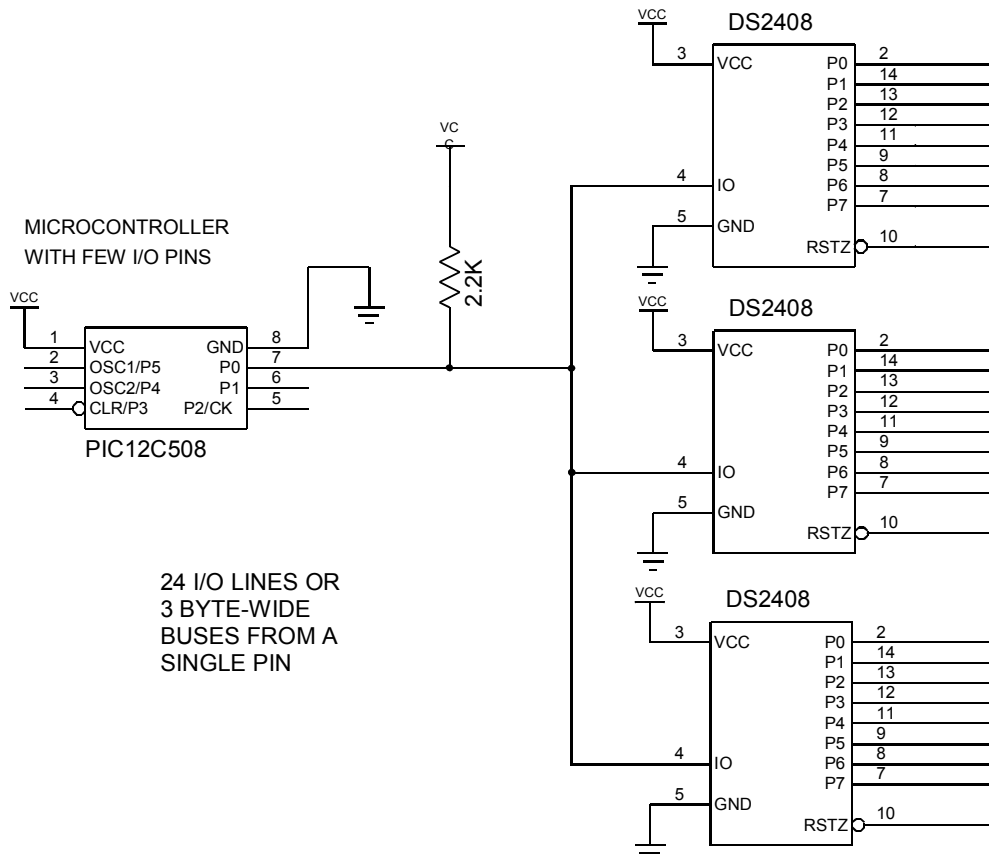 VCC
DS2408
3
VCC
P0
2
P1
14
P2
13
P3
12
P4
11
P5
9
4
IO
P6
8
P7
7
5
GND
RSTZ
10
VC
C
2.2K
MICROCONTROLLER
WITH FEW I/O PINS
VCC
1
VCC
GND
8
2
OSC1/P5
P0
7
3
OSC2/P4
P1
6
4
CLR/P3
P2/CK
5
PIC12C508
VCC
DS2408
3
VCC
P0
2
P1
14
P2
13
P3
12
P4
11
P5
9
4
IO
P6
8
P7
7
5
GND
RSTZ
10
24 I/O LINES OR
3 BYTE-WIDE
BUSES FROM A
SINGLE PIN
VCC
DS2408
3
VCC
P0
2
P1
14
P2
13
P3
12
P4
11
P5
9
4
IO
P6
8
P7
7
5
GND
RSTZ
10